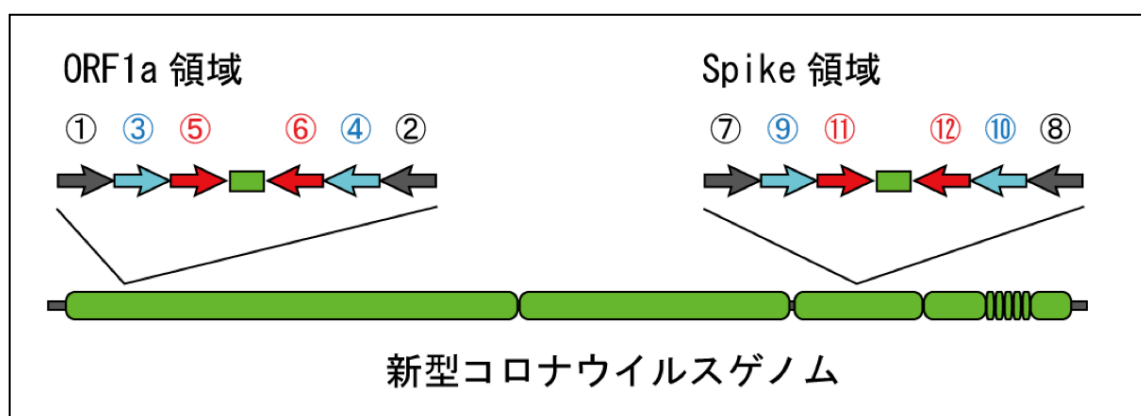 ORF1a 領域
Spike 領域
① ③ ⑤ ⑥ ④ ②
⑦ ⑨ ⑪ ⑫ ⑩ ⑧
新型コロナウイルスゲノム